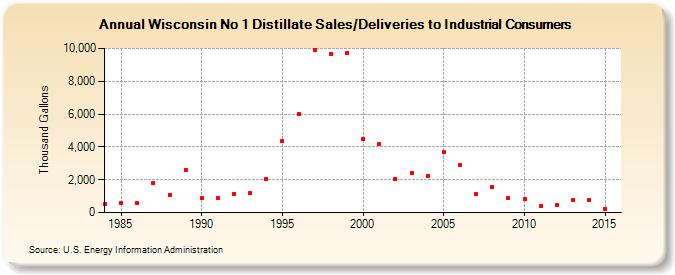 Annual Wisconsin No 1 Distillate Sales/Deliveries to Industrial Consumers
Thousand Gallons
10,000
8,000
6,000
4,000
2,000
0
1985 1990 1995 2000 2005 2010 2015
Source: U.S. Energy Information Administration